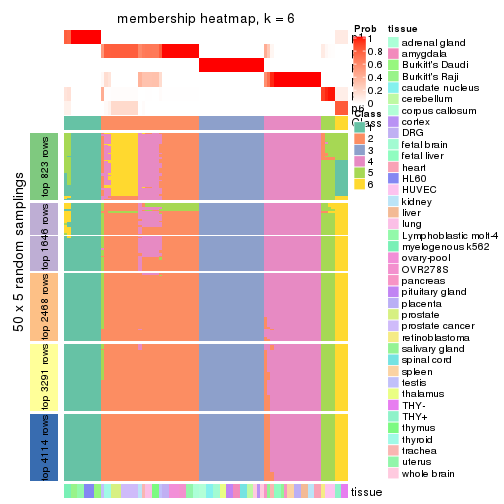 membership heatmap, k = 6
Prob
1
0.8
0.6
0.4
0.2
0
Class
1
2
3
4
5
6
p6
Class
50 x 5 random samplings
top 823 rows
top 1646 rows
top 2468 rows
top 3291 rows
top 4114 rows
tissue
tissue
adrenal gland
amygdala
Bukitt's Daudi
Bukitt's Raji
caudate nucleus
cerebellum
corpus callosum
cortex
DRG
fetal brain
fetal liver
heart
HL60
HUVEC
kidney
liver
lung
Lymphoblastic molt-4
myelogenous k562
ovary-pool
OVR278S
pancreas
pituitary gland
placenta
prostate
prostate cancer
retinoblastoma
salivary gland
spinal cord
spleen
testis
thalamus
THY-
THY+
thymus
thyroid
trachea
uterus
whole brain